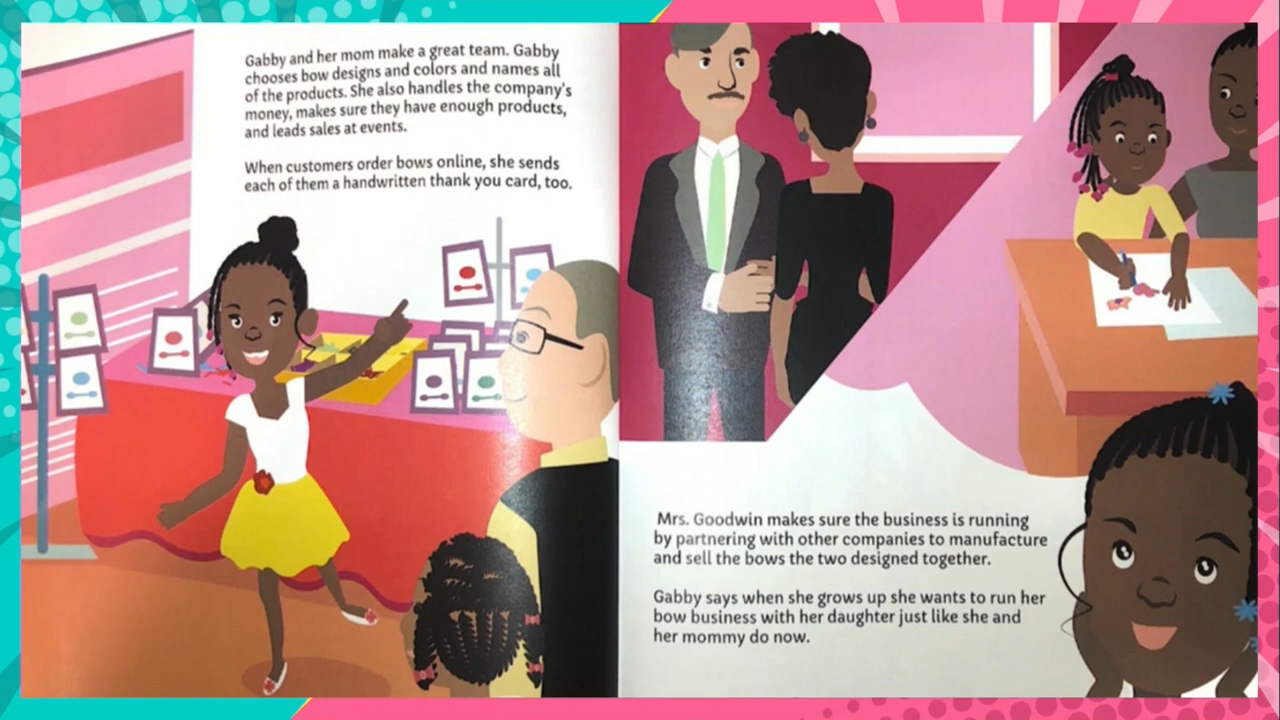 Gabby and her mom make a great team. Gabby
chooses bow designs and colors and names all
of the products. She also handles the company's
money, makes sure they have enough products,
and leads sales at events.
When customers order bows online, she sends
each of them a handwritten thank you card, too.
Mrs. Goodwin makes sure the business is running
by partnering with other companies to manufacture
and sell the bows the two designed together.
Gabby says when she grows up she wants to run her
bow business with her daughter just like she and
her mommy do now.